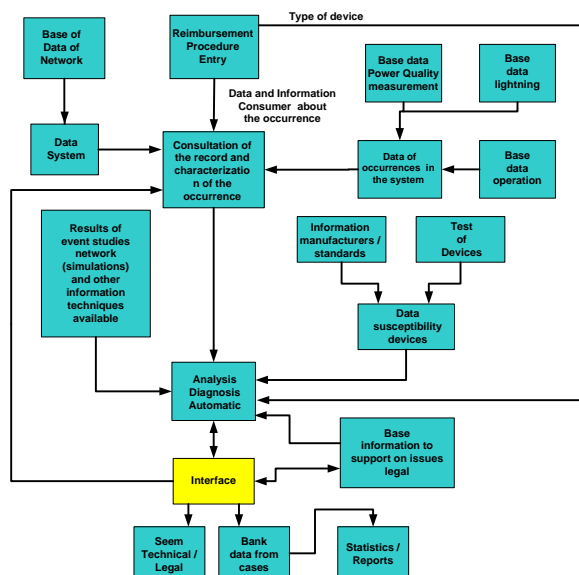 Type of device
Base of
Data of
Network
Reimbursement
Procedure
Entry
Base data
Power Quality
measurement
Base
data
lightning
Data and Information
Consumer about
the occurrence
Data
System
Consultation of
the record and
characterizatio
n of the
occurrence
Data of
occurrences in
the system
Base
data
operation
Results of
event studies
network
(simulations)
and other
information
techniques
available
Information
manufacturers /
standards
Test
of
Devices
Data
susceptibility
devices
Analysis
Diagnosis
Automatic
Base
information to
support on issues
legal
Interface
Seem
Technical /
Legal
Bank
data from
cases
Statistics /
Reports